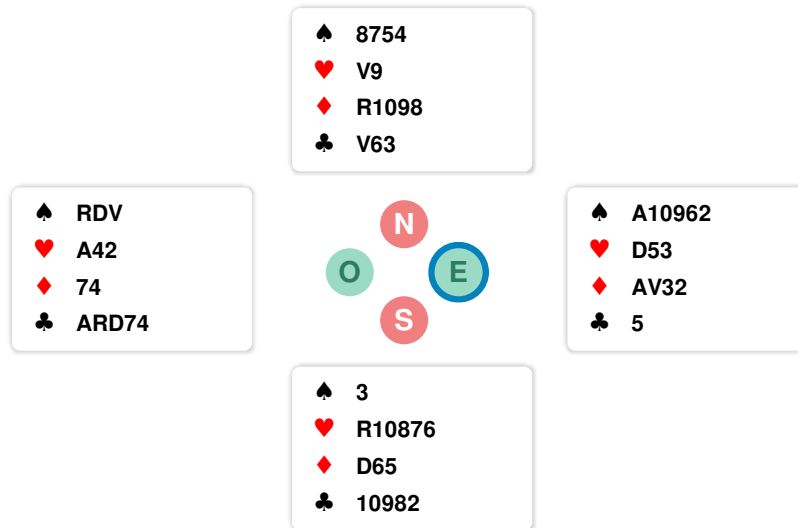 ♠ 8754
♥ V9
♦ R1098
♣ V63
♠ RDV
♥ A42
♦ 74
♣ ARD74
N
O
E
S
♠ A10962
♥ D53
♦ AV32
♣ 5
♠ 3
♥ R10876
♦ D65
♣ 10982